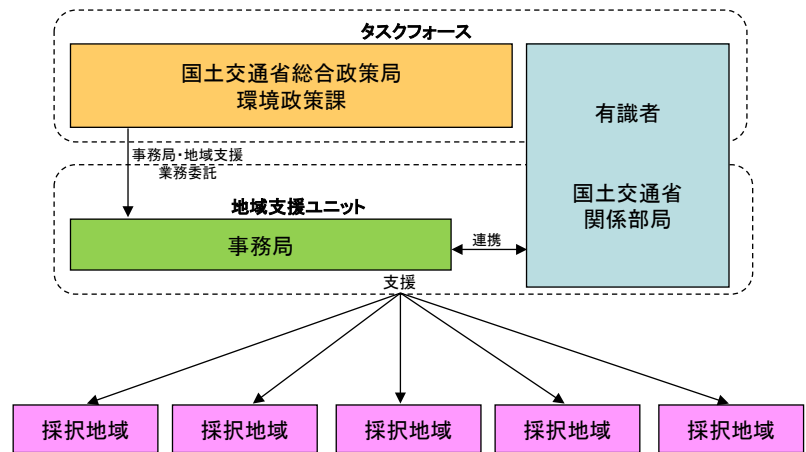 タスクフォース
国土交通省総合政策局
環境政策課
有識者
事務局・地域支援
業務委託
地域支援ユニット
国土交通省
関係部局
事務局
連携
支援
採択地域
採択地域
採択地域
採択地域
採択地域